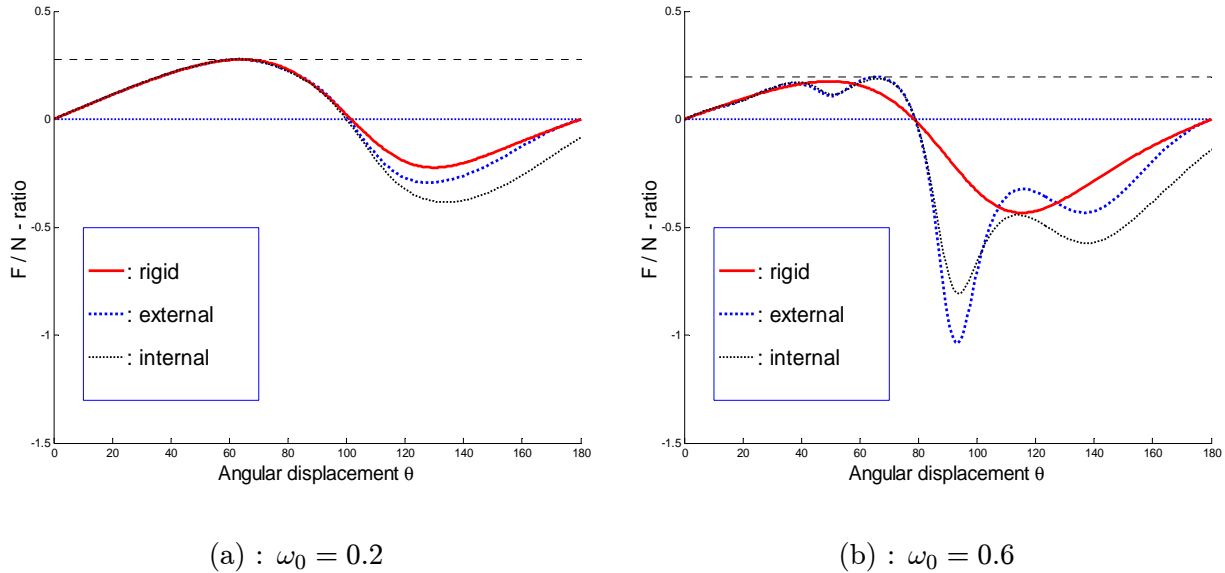 0.5
0
-0.5
-1
-1.5
F / N - ratio
: rigid
: external
: internal
0 20 40 60 80 100 120 140 160 180
Angular displacement θ
(a) : ω₀ = 0.2
0.5
0
-0.5
-1
-1.5
F / N - ratio
: rigid
: external
: internal
0 20 40 60 80 100 120 140 160 180
Angular displacement θ
(b) : ω₀ = 0.6